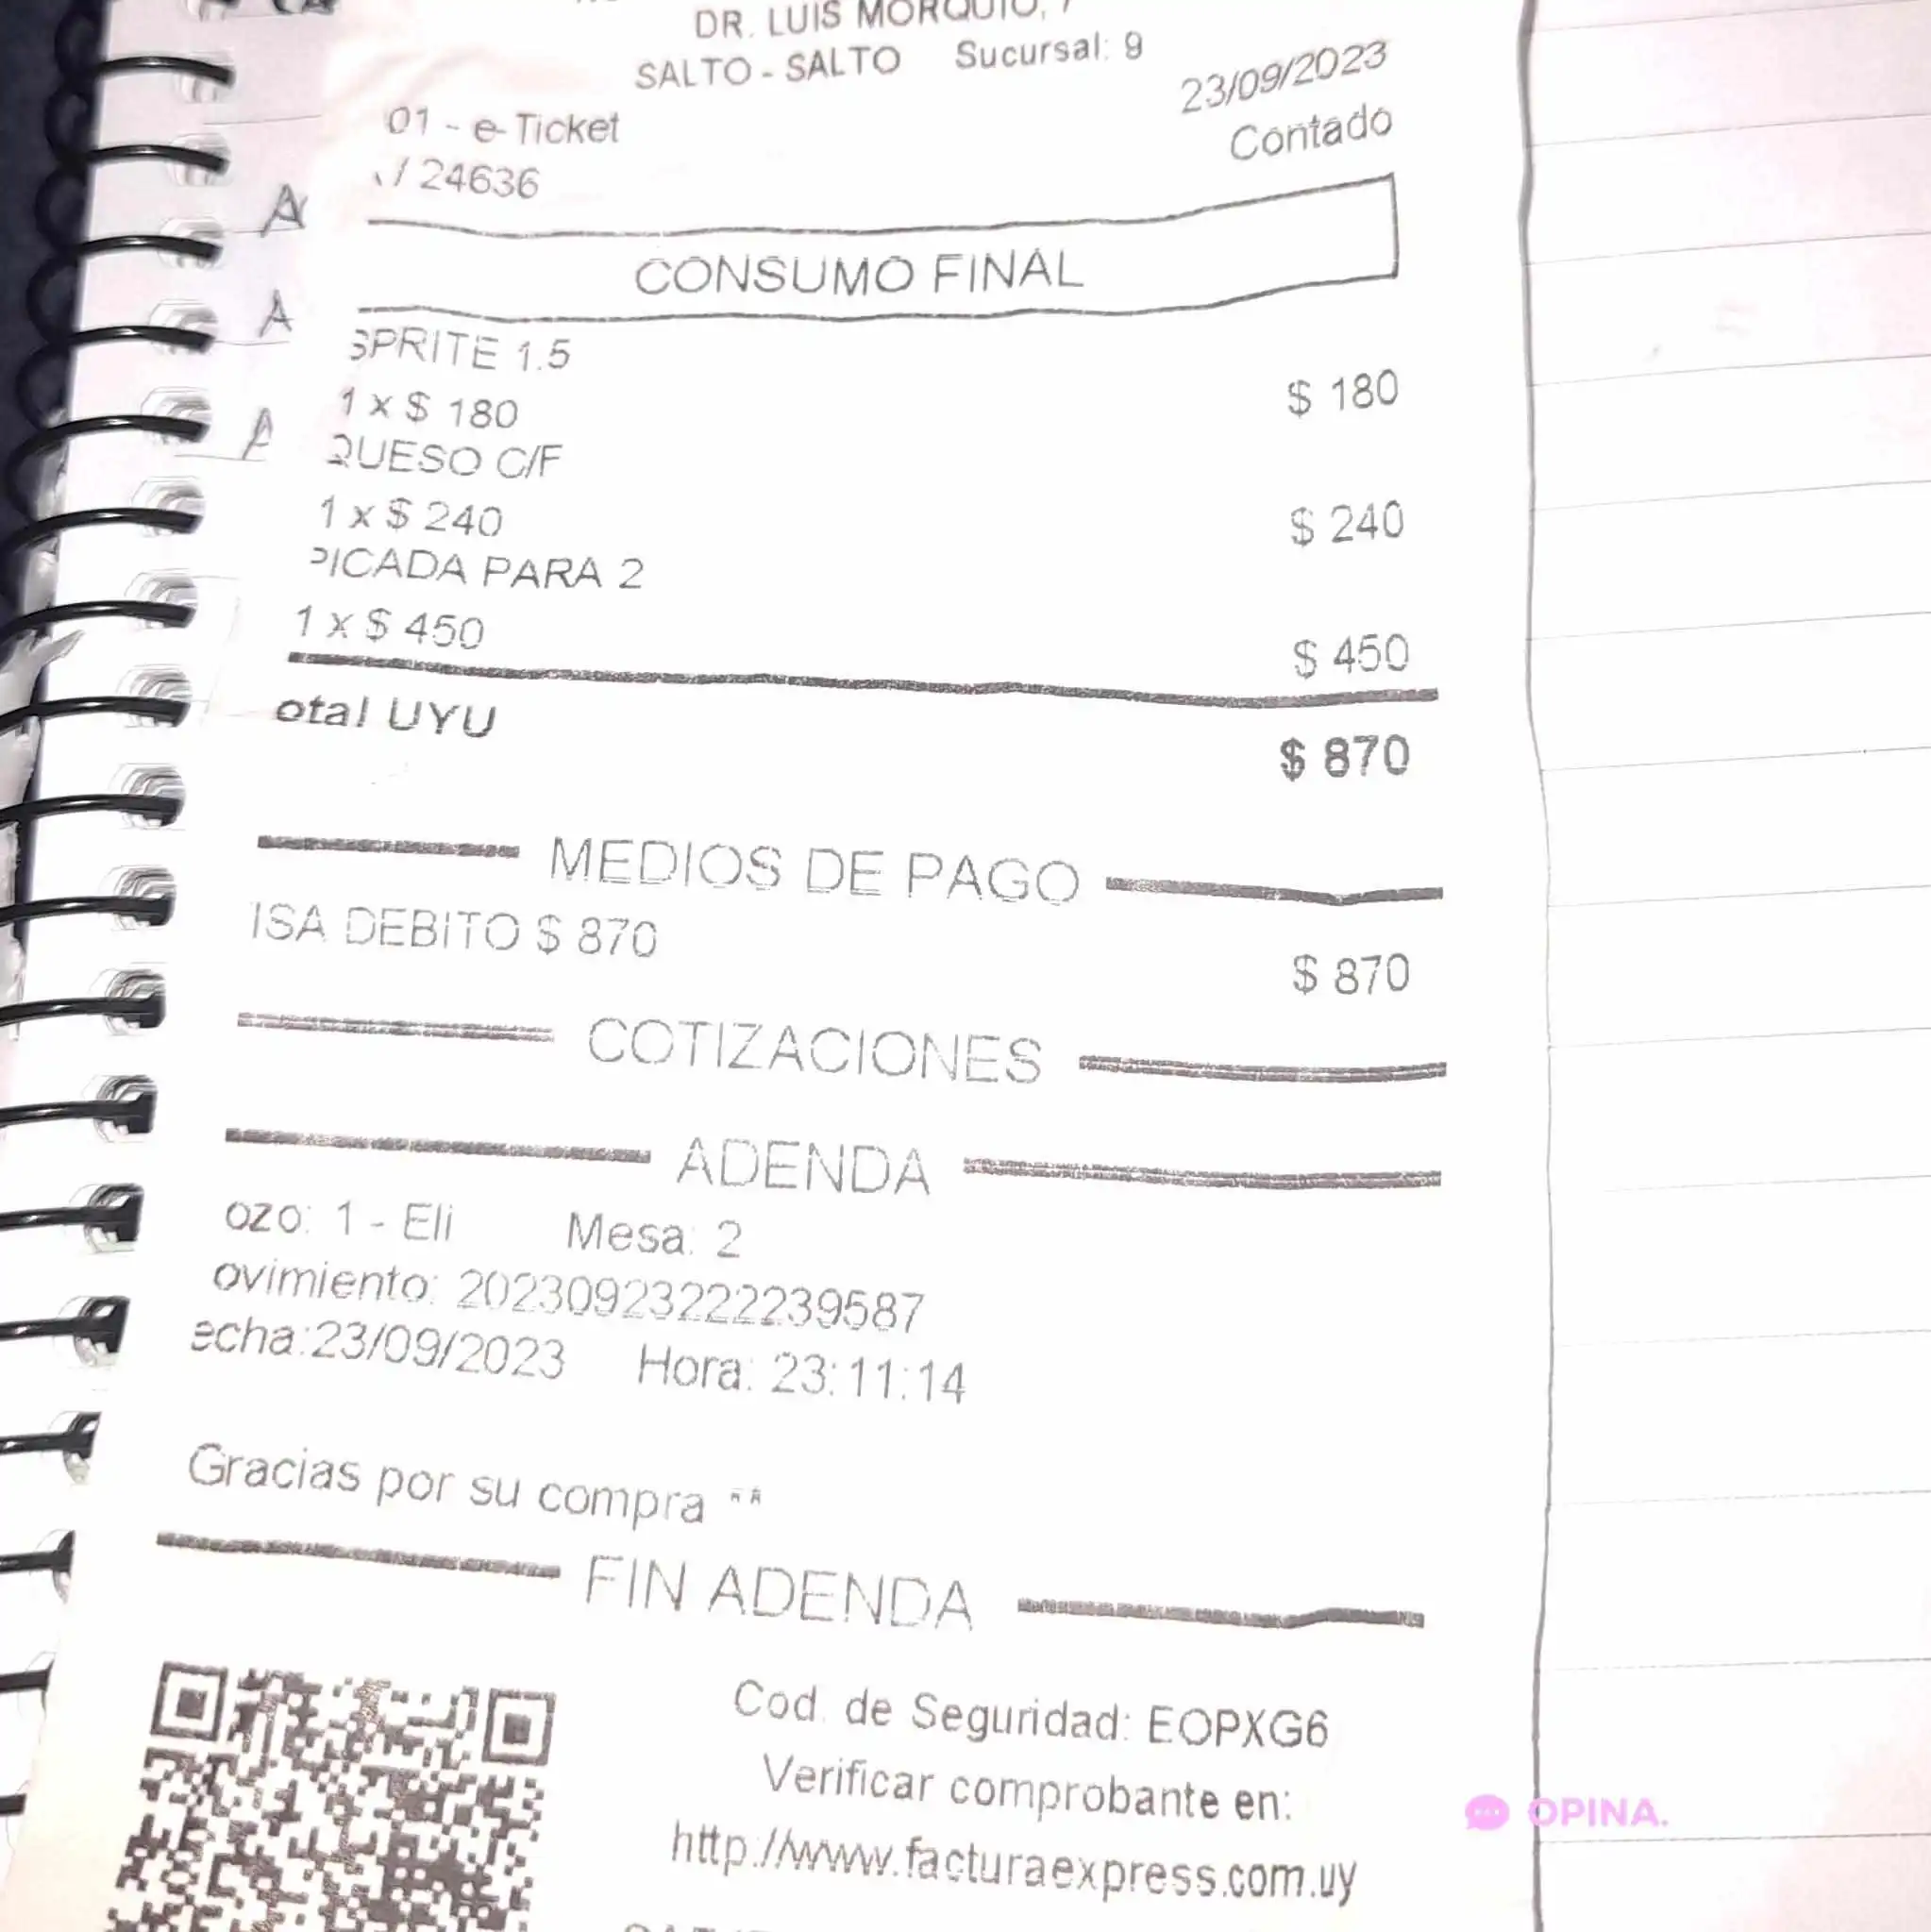 DR. LUIS MORQUIO, 7
SALTO - SALTO Sucursal: 9
23/09/2023
01 - e-Ticket
Contado
/ 24636
A
CONSUMO FINAL
A
SPRITE 1.5
1 x $ 180 $ 180
A
QUESO C/F
1 x $ 240 $ 240
PICADA PARA 2
1 x $ 450 $ 450
otal UYU $ 870
MEDIOS DE PAGO
ISA DEBITO $ 870 $ 870
COTIZACIONES
ADENDA
ozo: 1 - Eli Mesa: 2
ovimiento: 20230923222239587
echa:23/09/2023 Hora: 23:11:14
Gracias por su compra **
FIN ADENDA
Cod. de Seguridad: EOPXG6
Verificar comprobante en:
http://www.facturaexpress.com.uy
OPINA.